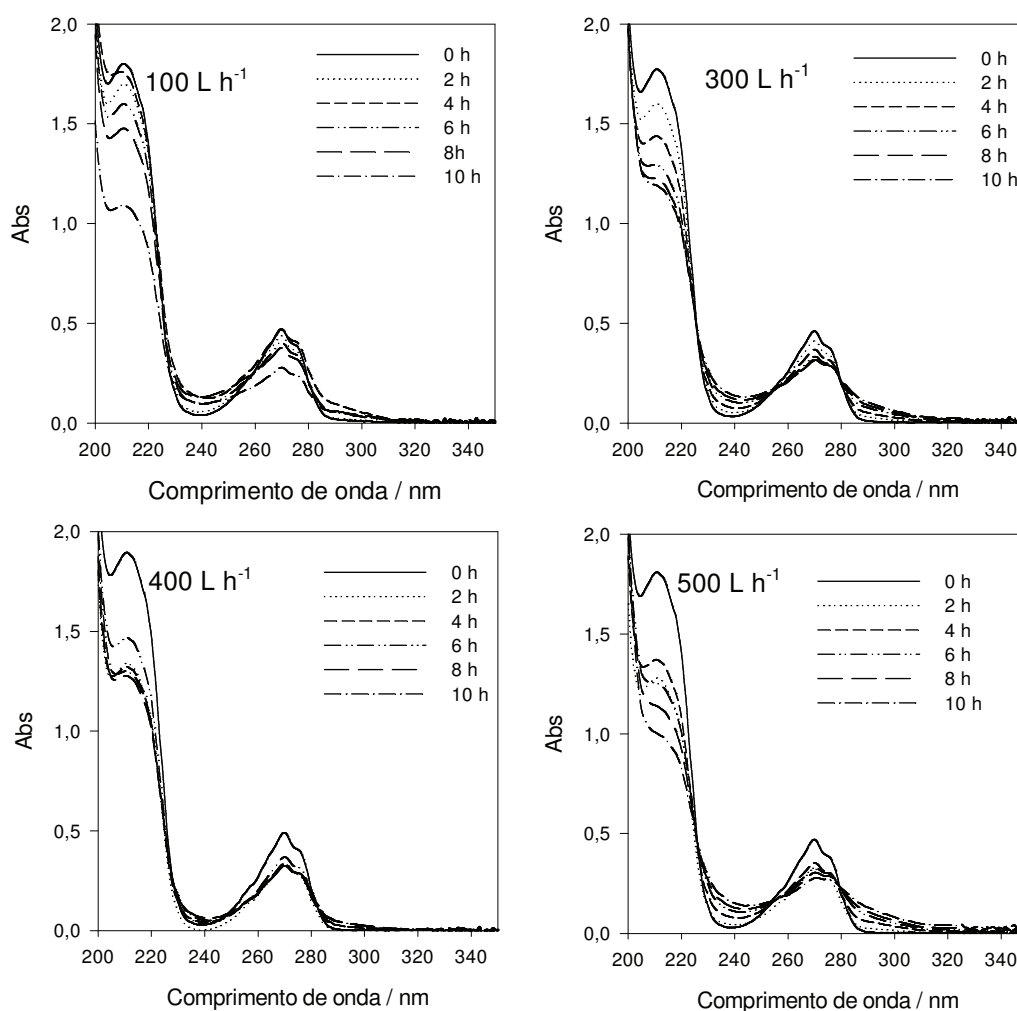 2,0
1,5
1,0
0,5
0,0
Abs
100 L h⁻¹
0 h
2 h
4 h
6 h
8h
10 h
200 220 240 260 280 300 320 340
Comprimento de onda / nm
2,0
1,5
1,0
0,5
0,0
Abs
300 L h⁻¹
0 h
2 h
4 h
6 h
8 h
10 h
200 220 240 260 280 300 320 340
Comprimento de onda / nm
2,0
1,5
1,0
0,5
0,0
Abs
400 L h⁻¹
0 h
2 h
4 h
6 h
8 h
10 h
200 220 240 260 280 300 320 340
Comprimento de onda / nm
2,0
1,5
1,0
0,5
0,0
Abs
500 L h⁻¹
0 h
2 h
4 h
6 h
8 h
10 h
200 220 240 260 280 300 320 340
Comprimento de onda / nm